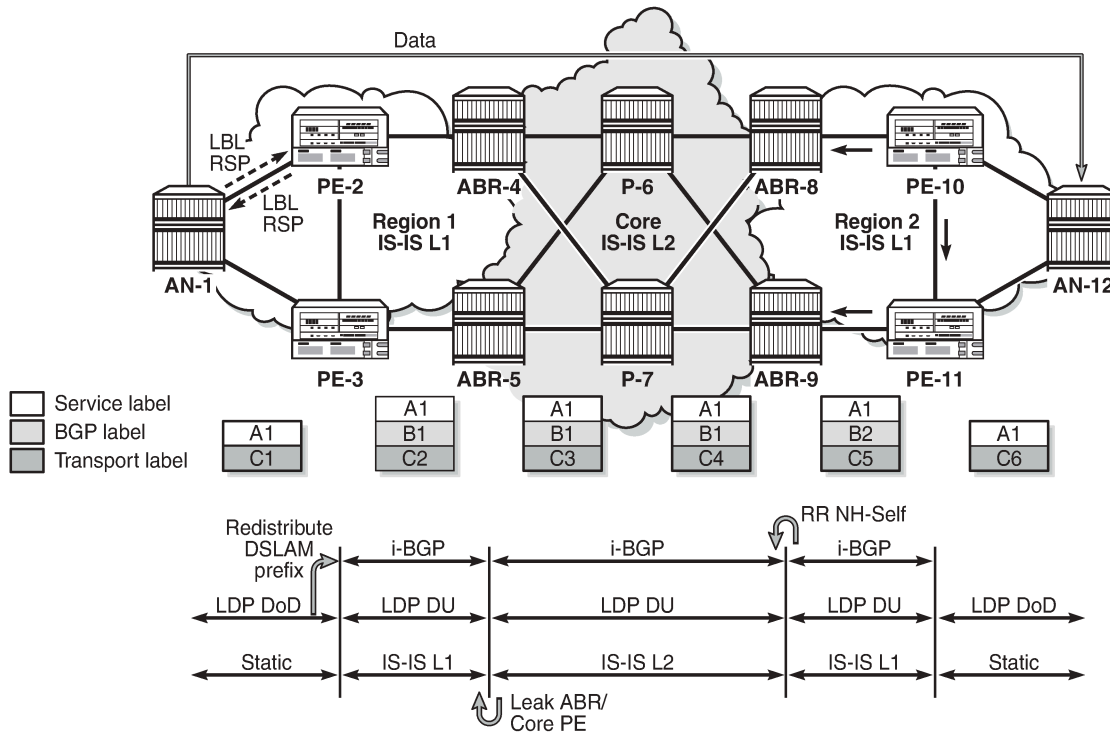 Data
LBL
RSP
LBL
RSP
PE-2
ABR-4
P-6
ABR-8
PE-10
Region 1
IS-IS L1
Core
IS-IS L2
Region 2
IS-IS L1
AN-1
AN-12
PE-3
ABR-5
P-7
ABR-9
PE-11
Service label
BGP label
Transport label
A1
C1
A1
B1
C2
A1
B1
C3
A1
B1
C4
A1
B2
C5
A1
C6
Redistribute
DSLAM
prefix
RR NH-Self
i-BGP
i-BGP
i-BGP
LDP DoD
LDP DU
LDP DU
LDP DU
LDP DoD
Static
IS-IS L1
IS-IS L2
IS-IS L1
Static
Leak ABR/
Core PE